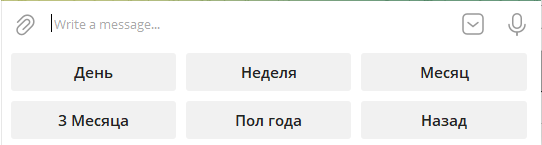 Write a message...
День Неделя Месяц
3 Месяца Пол года Назад